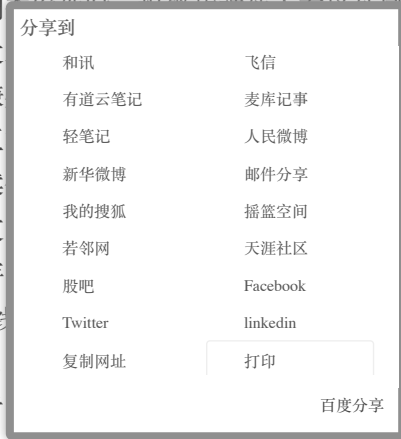 分享到
和讯 飞信
有道云笔记 麦库记事
轻笔记 人民微博
新华微博 邮件分享
我的搜狐 摇篮空间
若邻网 天涯社区
股吧 Facebook
Twitter linkedin
复制网址 打印
百度分享